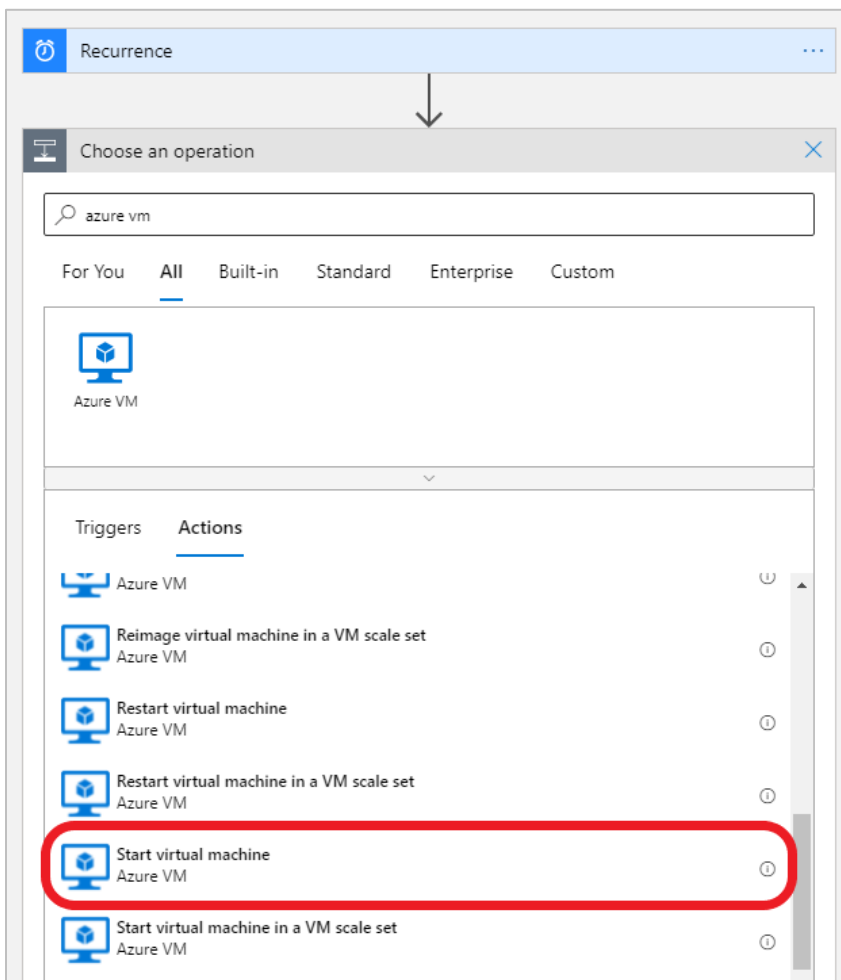 Recurrence
Choose an operation
azure vm
For You All Built-in Standard Enterprise Custom
Azure VM
Triggers Actions
Azure VM
Reimage virtual machine in a VM scale set
Azure VM
Restart virtual machine
Azure VM
Restart virtual machine in a VM scale set
Azure VM
Start virtual machine
Azure VM
Start virtual machine in a VM scale set
Azure VM